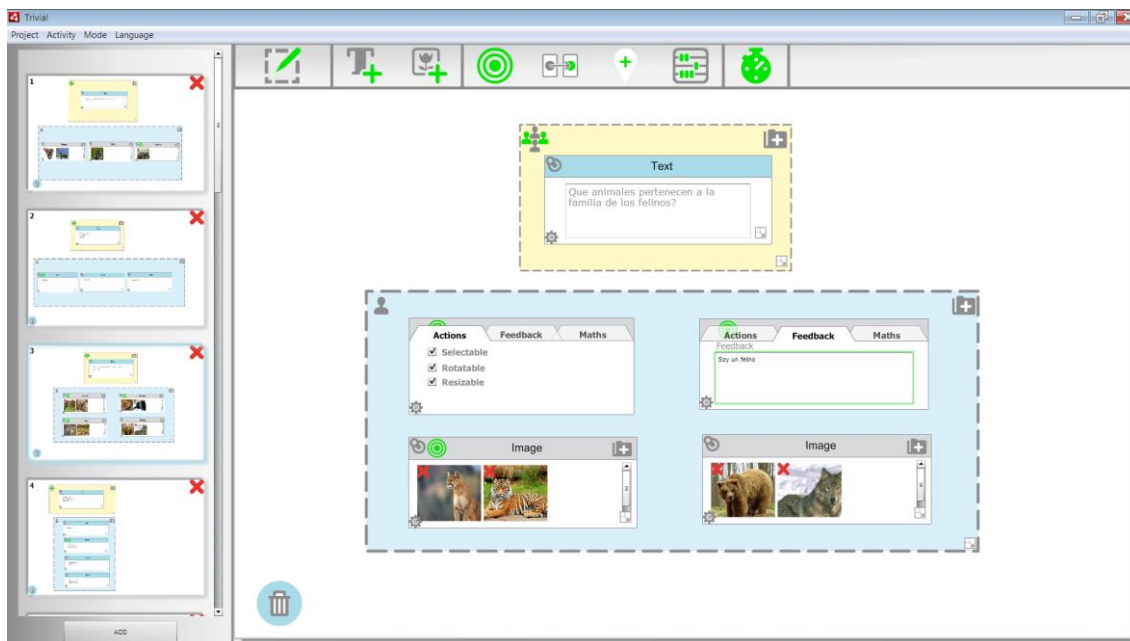 Trivial
Project Activity Mode Language
1
2
3
4
ADD
Text
Que animales pertenecen a la
familia de los felinos?
Actions Feedback Maths
Selectable
Rotatable
Resizable
Actions Feedback Maths
Feedback
Soy un felino
Image
Image